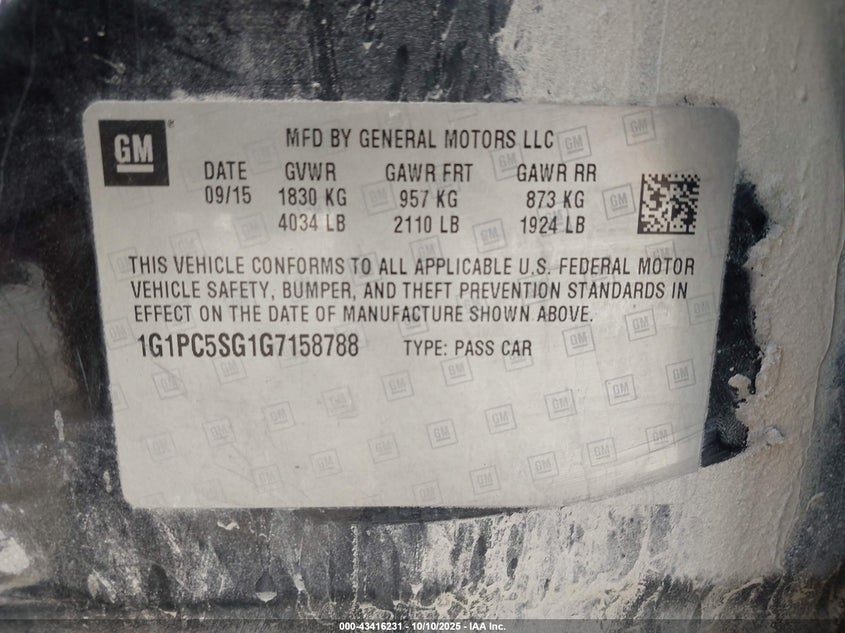 GM ® MFD BY GENERAL MOTORS LLC
DATE GVWR GAWR FRT GAWR RR
09/15 1830 KG 957 KG 873 KG
4034 LB 2110 LB 1924 LB
THIS VEHICLE CONFORMS TO ALL APPLICABLE U.S. FEDERAL MOTOR
VEHICLE SAFETY, BUMPER, AND THEFT PREVENTION STANDARDS IN
EFFECT ON THE DATE OF MANUFACTURE SHOWN ABOVE.
1G1PC5SG1G7158788 TYPE: PASS CAR
000-43416231 - 10/10/2025 - IAA Inc.